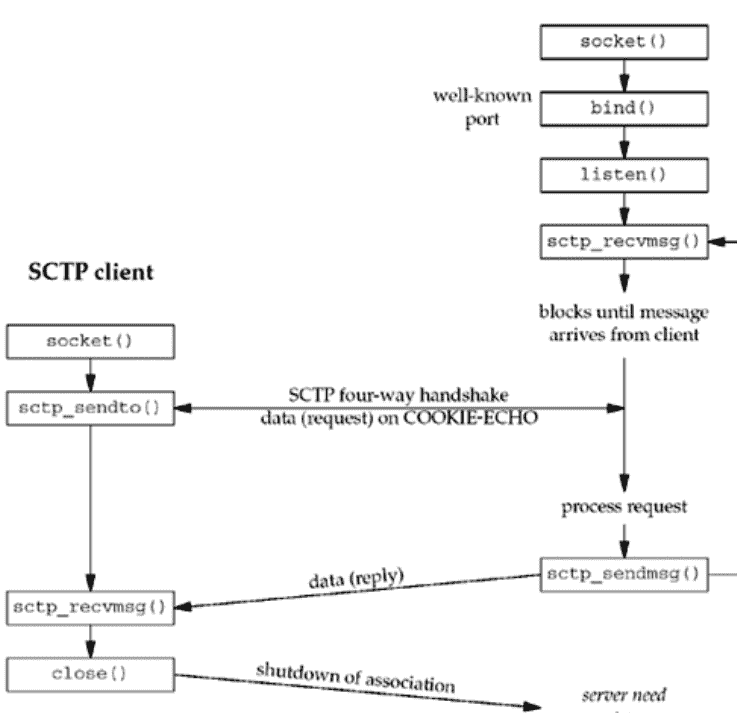 socket()
well-known
port
bind()
listen()
sctp_recvmsg()
SCTP client
blocks until message
arrives from client
socket()
sctp_sendto()
SCTP four-way handshake
data (request) on COOKIE-ECHO
process request
data (reply)
sctp_sendmsg()
sctp_recvmsg()
close()
shutdown of association
server need